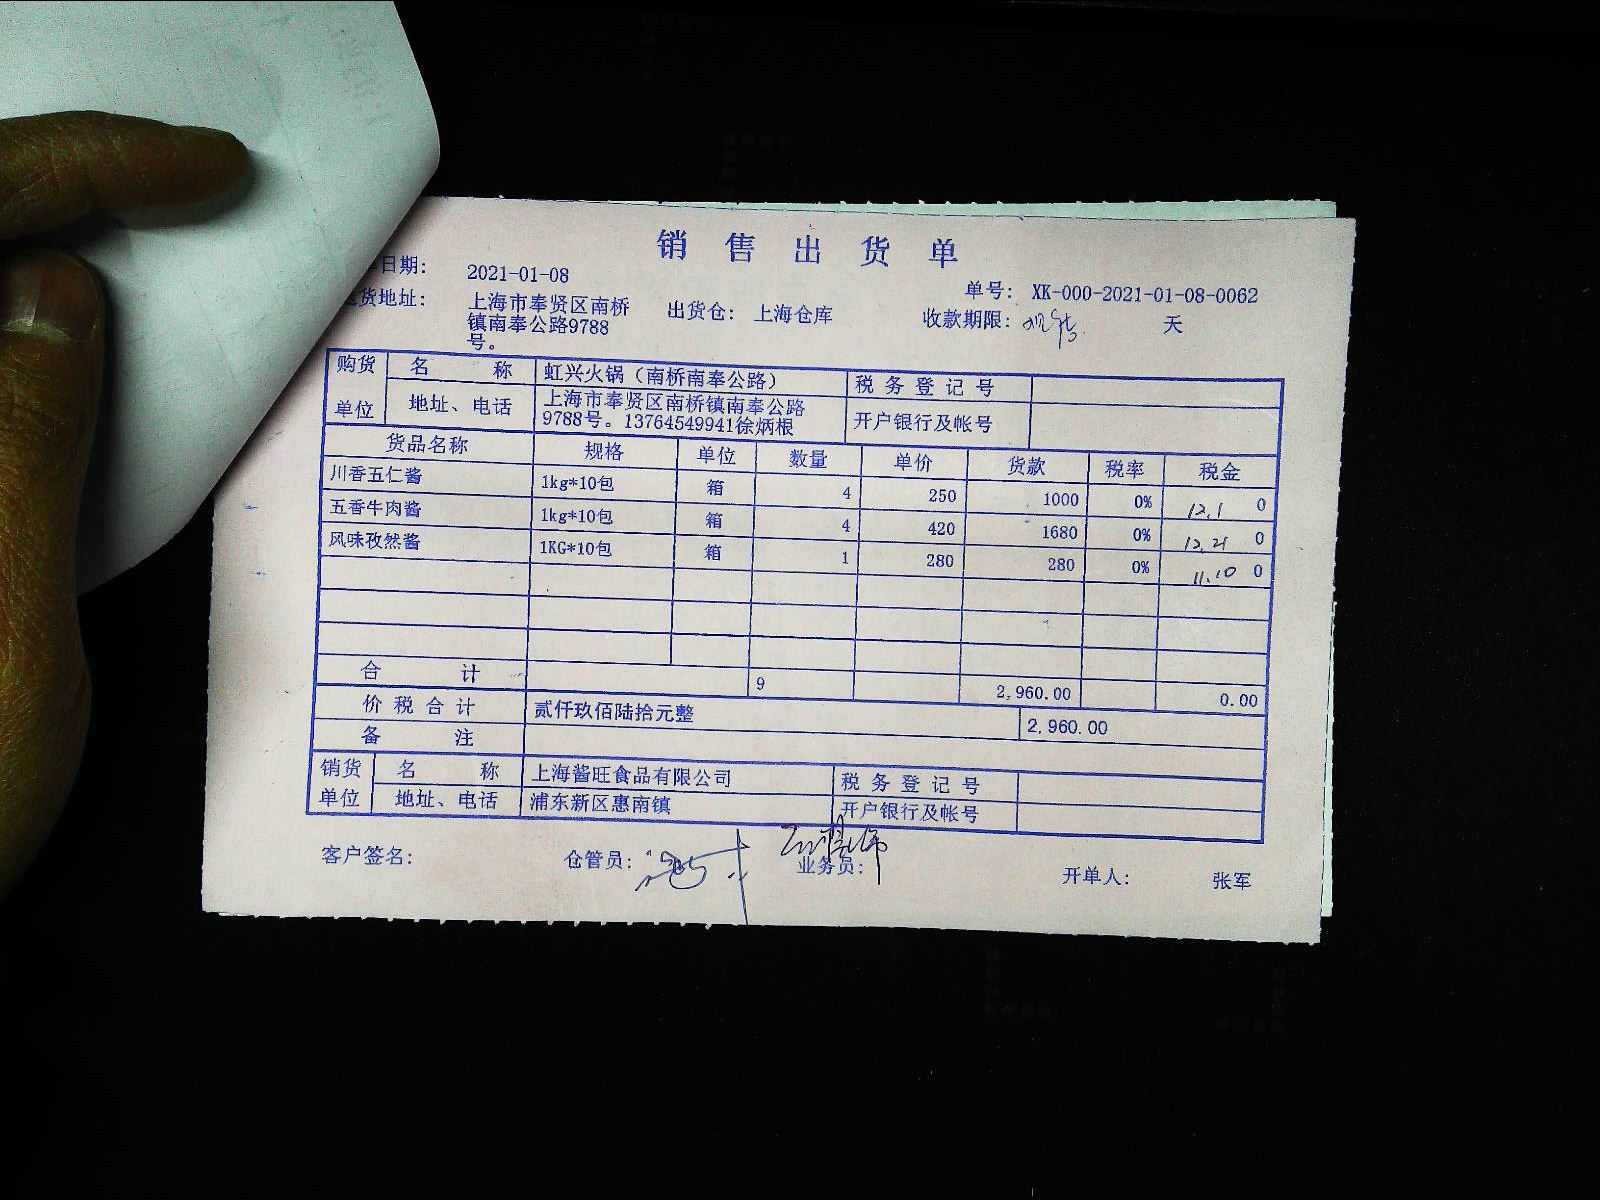 销售出货单
日期： 2021-01-08
货地址： 上海市奉贤区南桥镇南奉公路9788号。 出货仓： 上海仓库
单号： XK-000-2021-01-08-0062
收款期限： 天
购货单位 名称 虹兴火锅（南桥南奉公路） 税务登记号
地址、电话 上海市奉贤区南桥镇南奉公路9788号。13764549941徐炳根 开户银行及帐号
货品名称 规格 单位 数量 单价 货款 税率 税金
川香五仁酱 1kg*10包 箱 4 250 1000 0% 12.1 0
五香牛肉酱 1kg*10包 箱 4 420 1680 0% 12.21 0
风味孜然酱 1KG*10包 箱 1 280 280 0% 11.10 0
合计 9 2,960.00 0.00
价税合计 贰仟玖佰陆拾元整 2,960.00
备注
销货单位 名称 上海酱旺食品有限公司 税务登记号
地址、电话 浦东新区惠南镇 开户银行及帐号
客户签名： 仓管员： 业务员： 开单人： 张军